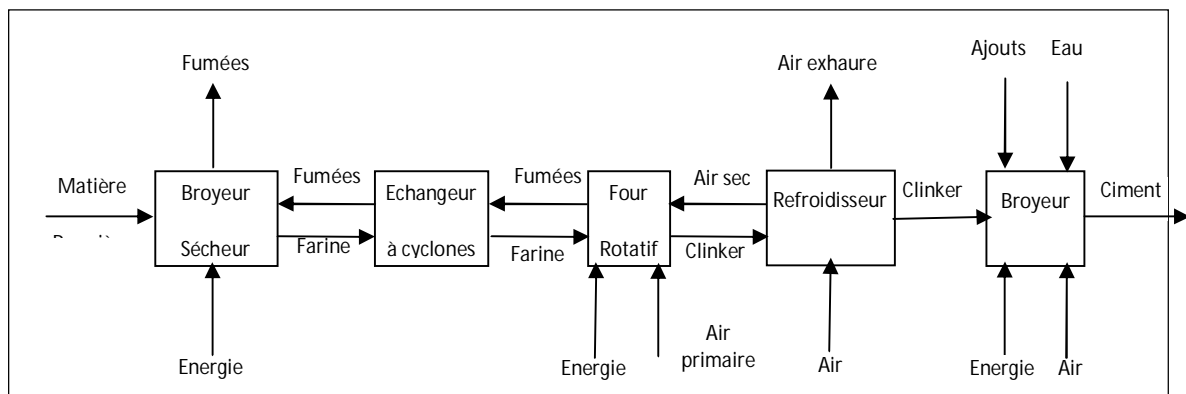 Fumées
Air exhaure
Ajouts
Eau
Matière
Broyeur
Sécheur
Fumées
Farine
Echangeur
à cyclones
Fumées
Farine
Four
Rotatif
Air sec
Clinker
Refroidisseur
Clinker
Broyeur
Ciment
Energie
Energie
Air
primaire
Air
Energie
Air